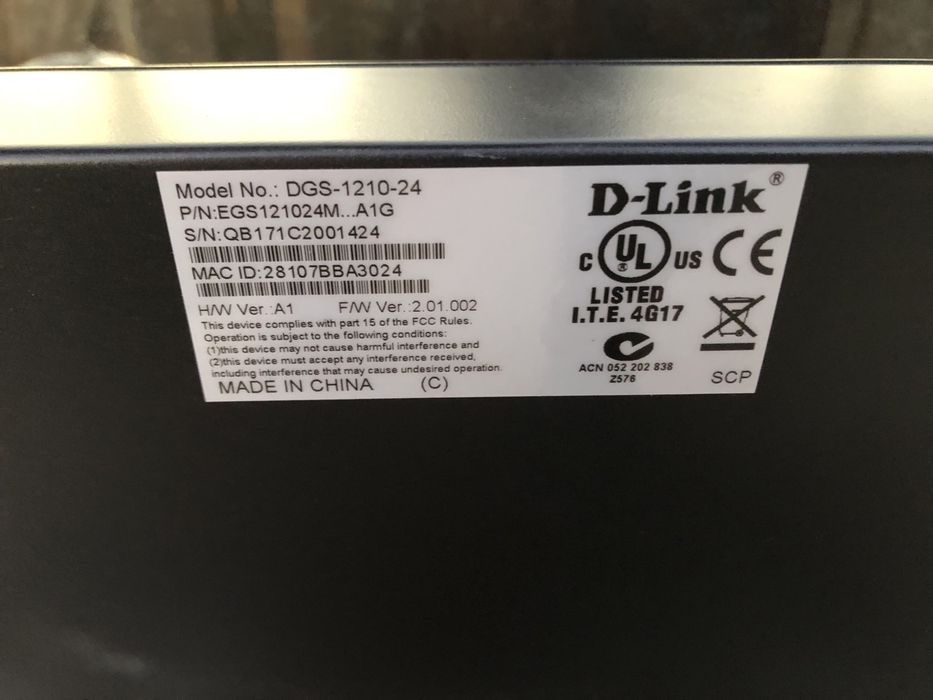 Model No.: DGS-1210-24
P/N:EGS121024M...A1G
S/N:QB171C2001424
MAC ID:28107BBA3024
H/W Ver.:A1 F/W Ver.:2.01.002
This device complies with part 15 of the FCC Rules.
Operation is subject to the following conditions:
(1)this device may not cause harmful interference and
(2)this device must accept any interference received,
including interference that may cause undesired operation.
MADE IN CHINA (C)
D-Link®
C UL® US CE
LISTED
I.T.E. 4G17
ACN 052 202 838
Z576
SCP